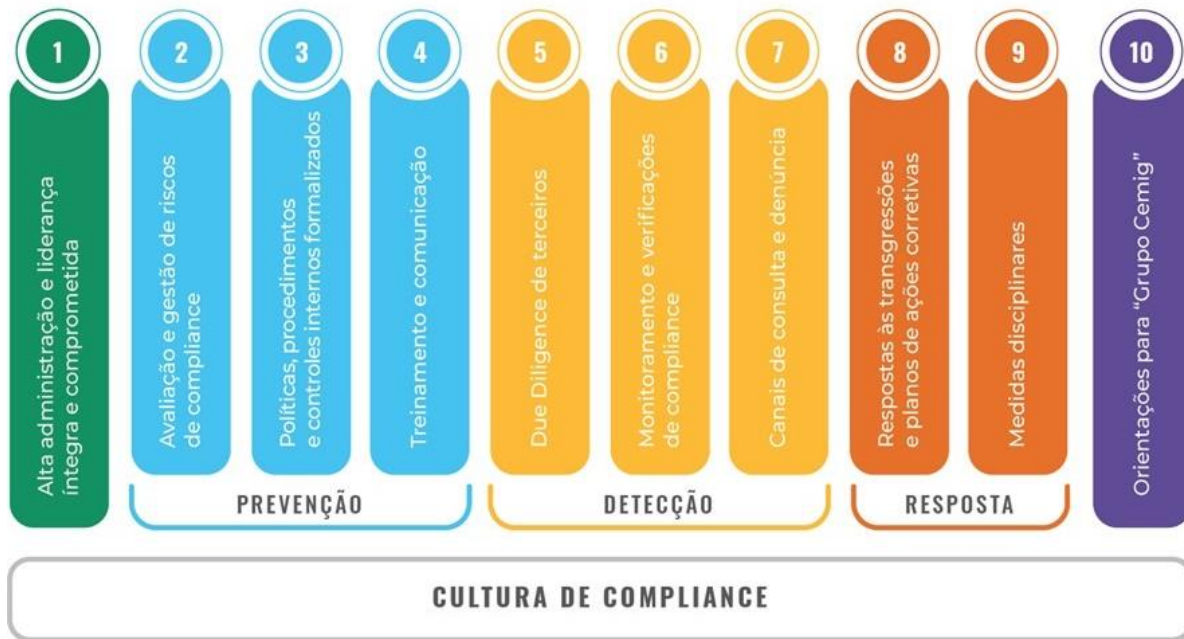 1
Alta administração e liderança
íntegra e comprometida
2
Avaliação e gestão de riscos
de compliance
3
Políticas, procedimentos
e controles internos formalizados
4
Treinamento e comunicação
5
Due Diligence de terceiros
6
Monitoramento e verificações
de compliance
7
Canais de consulta e denúncia
8
Respostas às transgressões
e planos de ações corretivas
9
Medidas disciplinares
10
Orientações para "Grupo Cemig"
PREVENÇÃO
DETECÇÃO
RESPOSTA
CULTURA DE COMPLIANCE